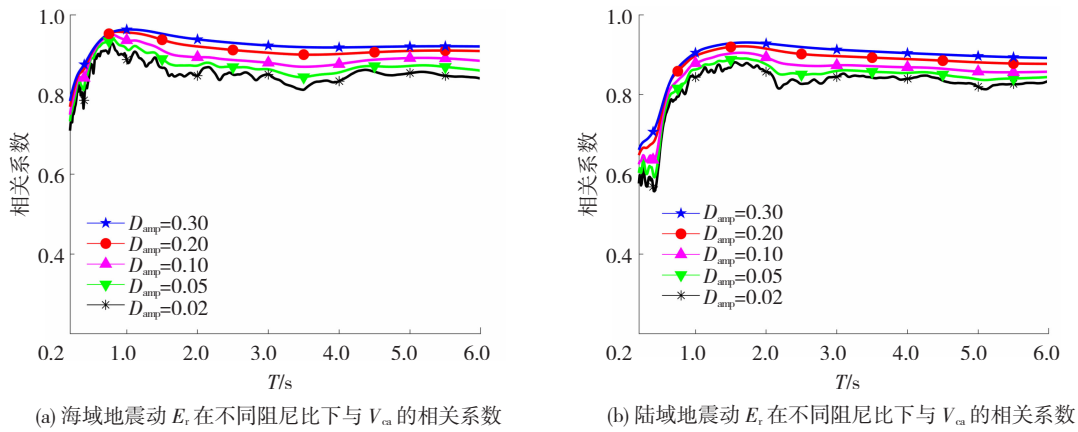 1.0
0.8
0.6
0.4
0.2
相关系数
D_amp=0.30
D_amp=0.20
D_amp=0.10
D_amp=0.05
D_amp=0.02
1.0 2.0 3.0 4.0 5.0 6.0
T/s
(a) 海域地震动 E_r 在不同阻尼比下与 V_ca 的相关系数
1.0
0.8
0.6
0.4
0.2
相关系数
D_amp=0.30
D_amp=0.20
D_amp=0.10
D_amp=0.05
D_amp=0.02
1.0 2.0 3.0 4.0 5.0 6.0
T/s
(b) 陆域地震动 E_r 在不同阻尼比下与 V_ca 的相关系数